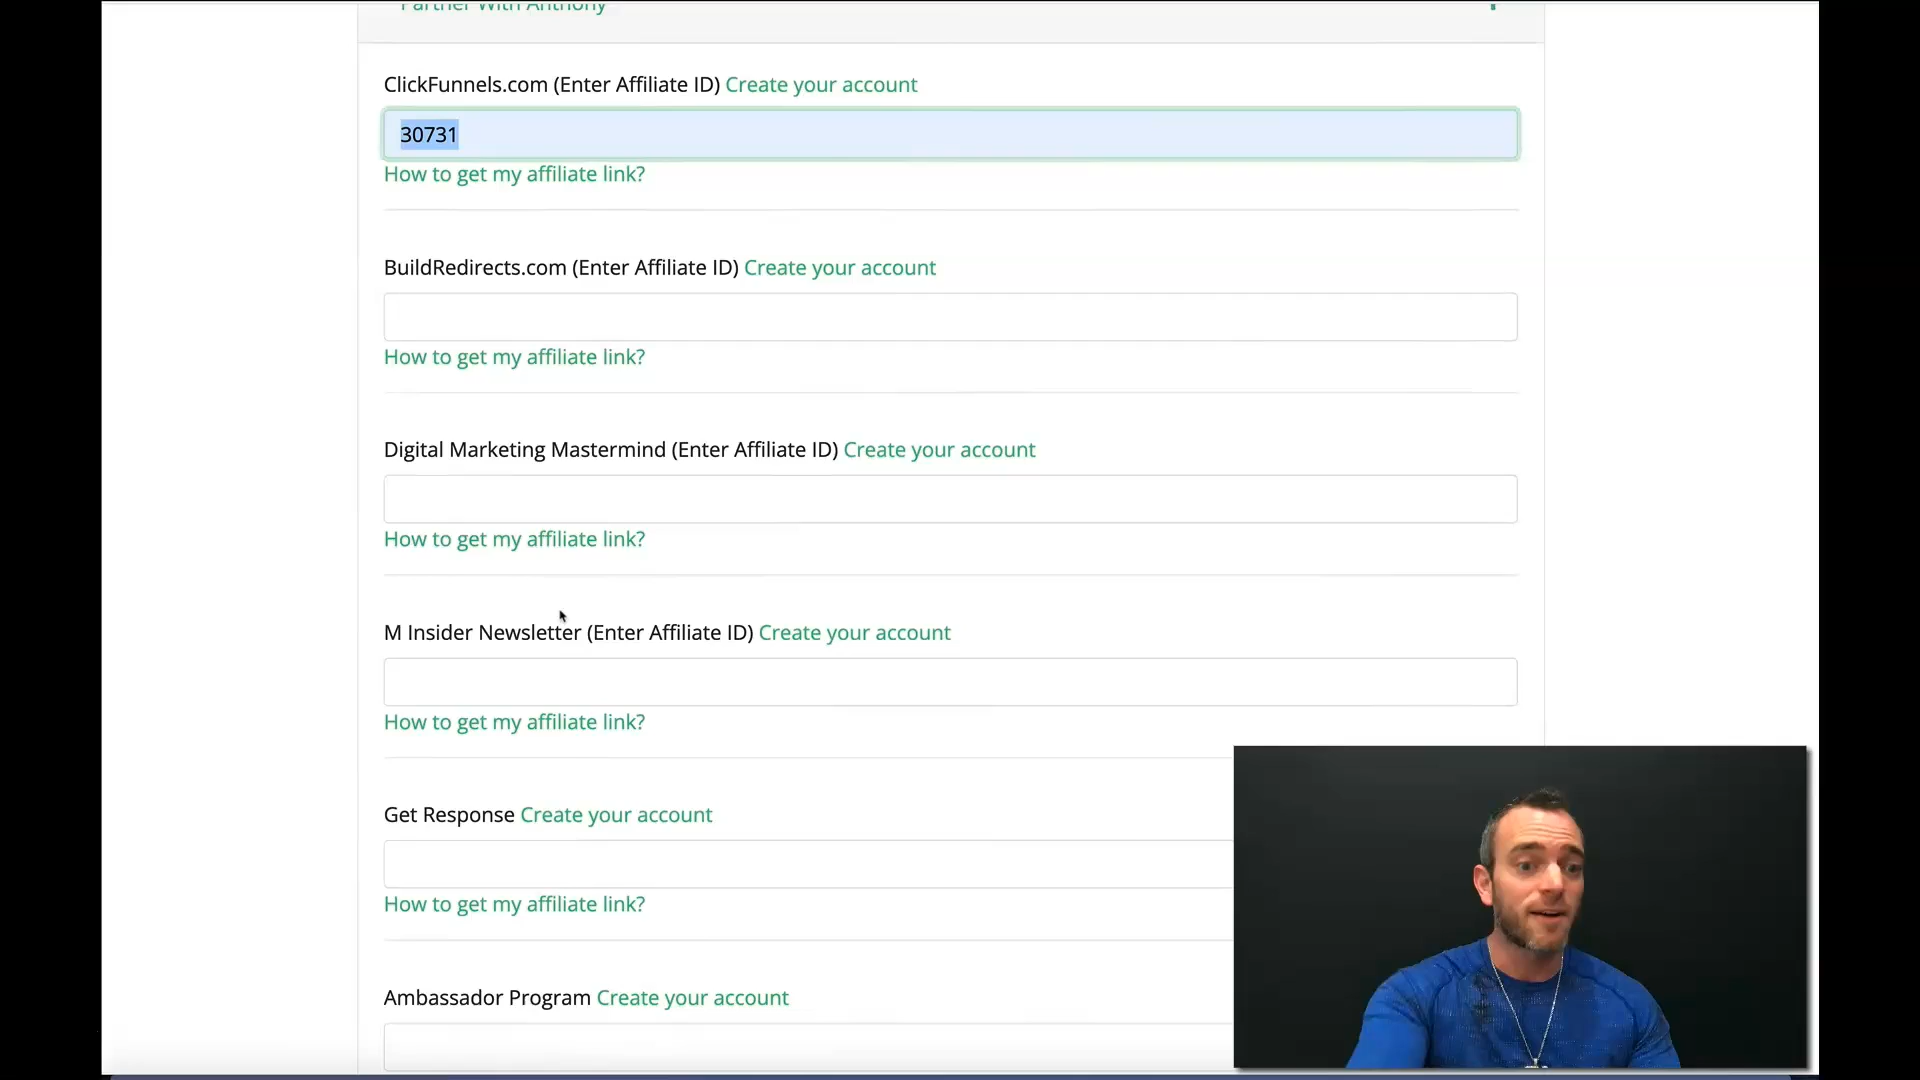 Partner With Anthony
ClickFunnels.com (Enter Affiliate ID) Create your account
30731
How to get my affiliate link?
BuildRedirects.com (Enter Affiliate ID) Create your account
How to get my affiliate link?
Digital Marketing Mastermind (Enter Affiliate ID) Create your account
How to get my affiliate link?
M Insider Newsletter (Enter Affiliate ID) Create your account
How to get my affiliate link?
Get Response Create your account
How to get my affiliate link?
Ambassador Program Create your account